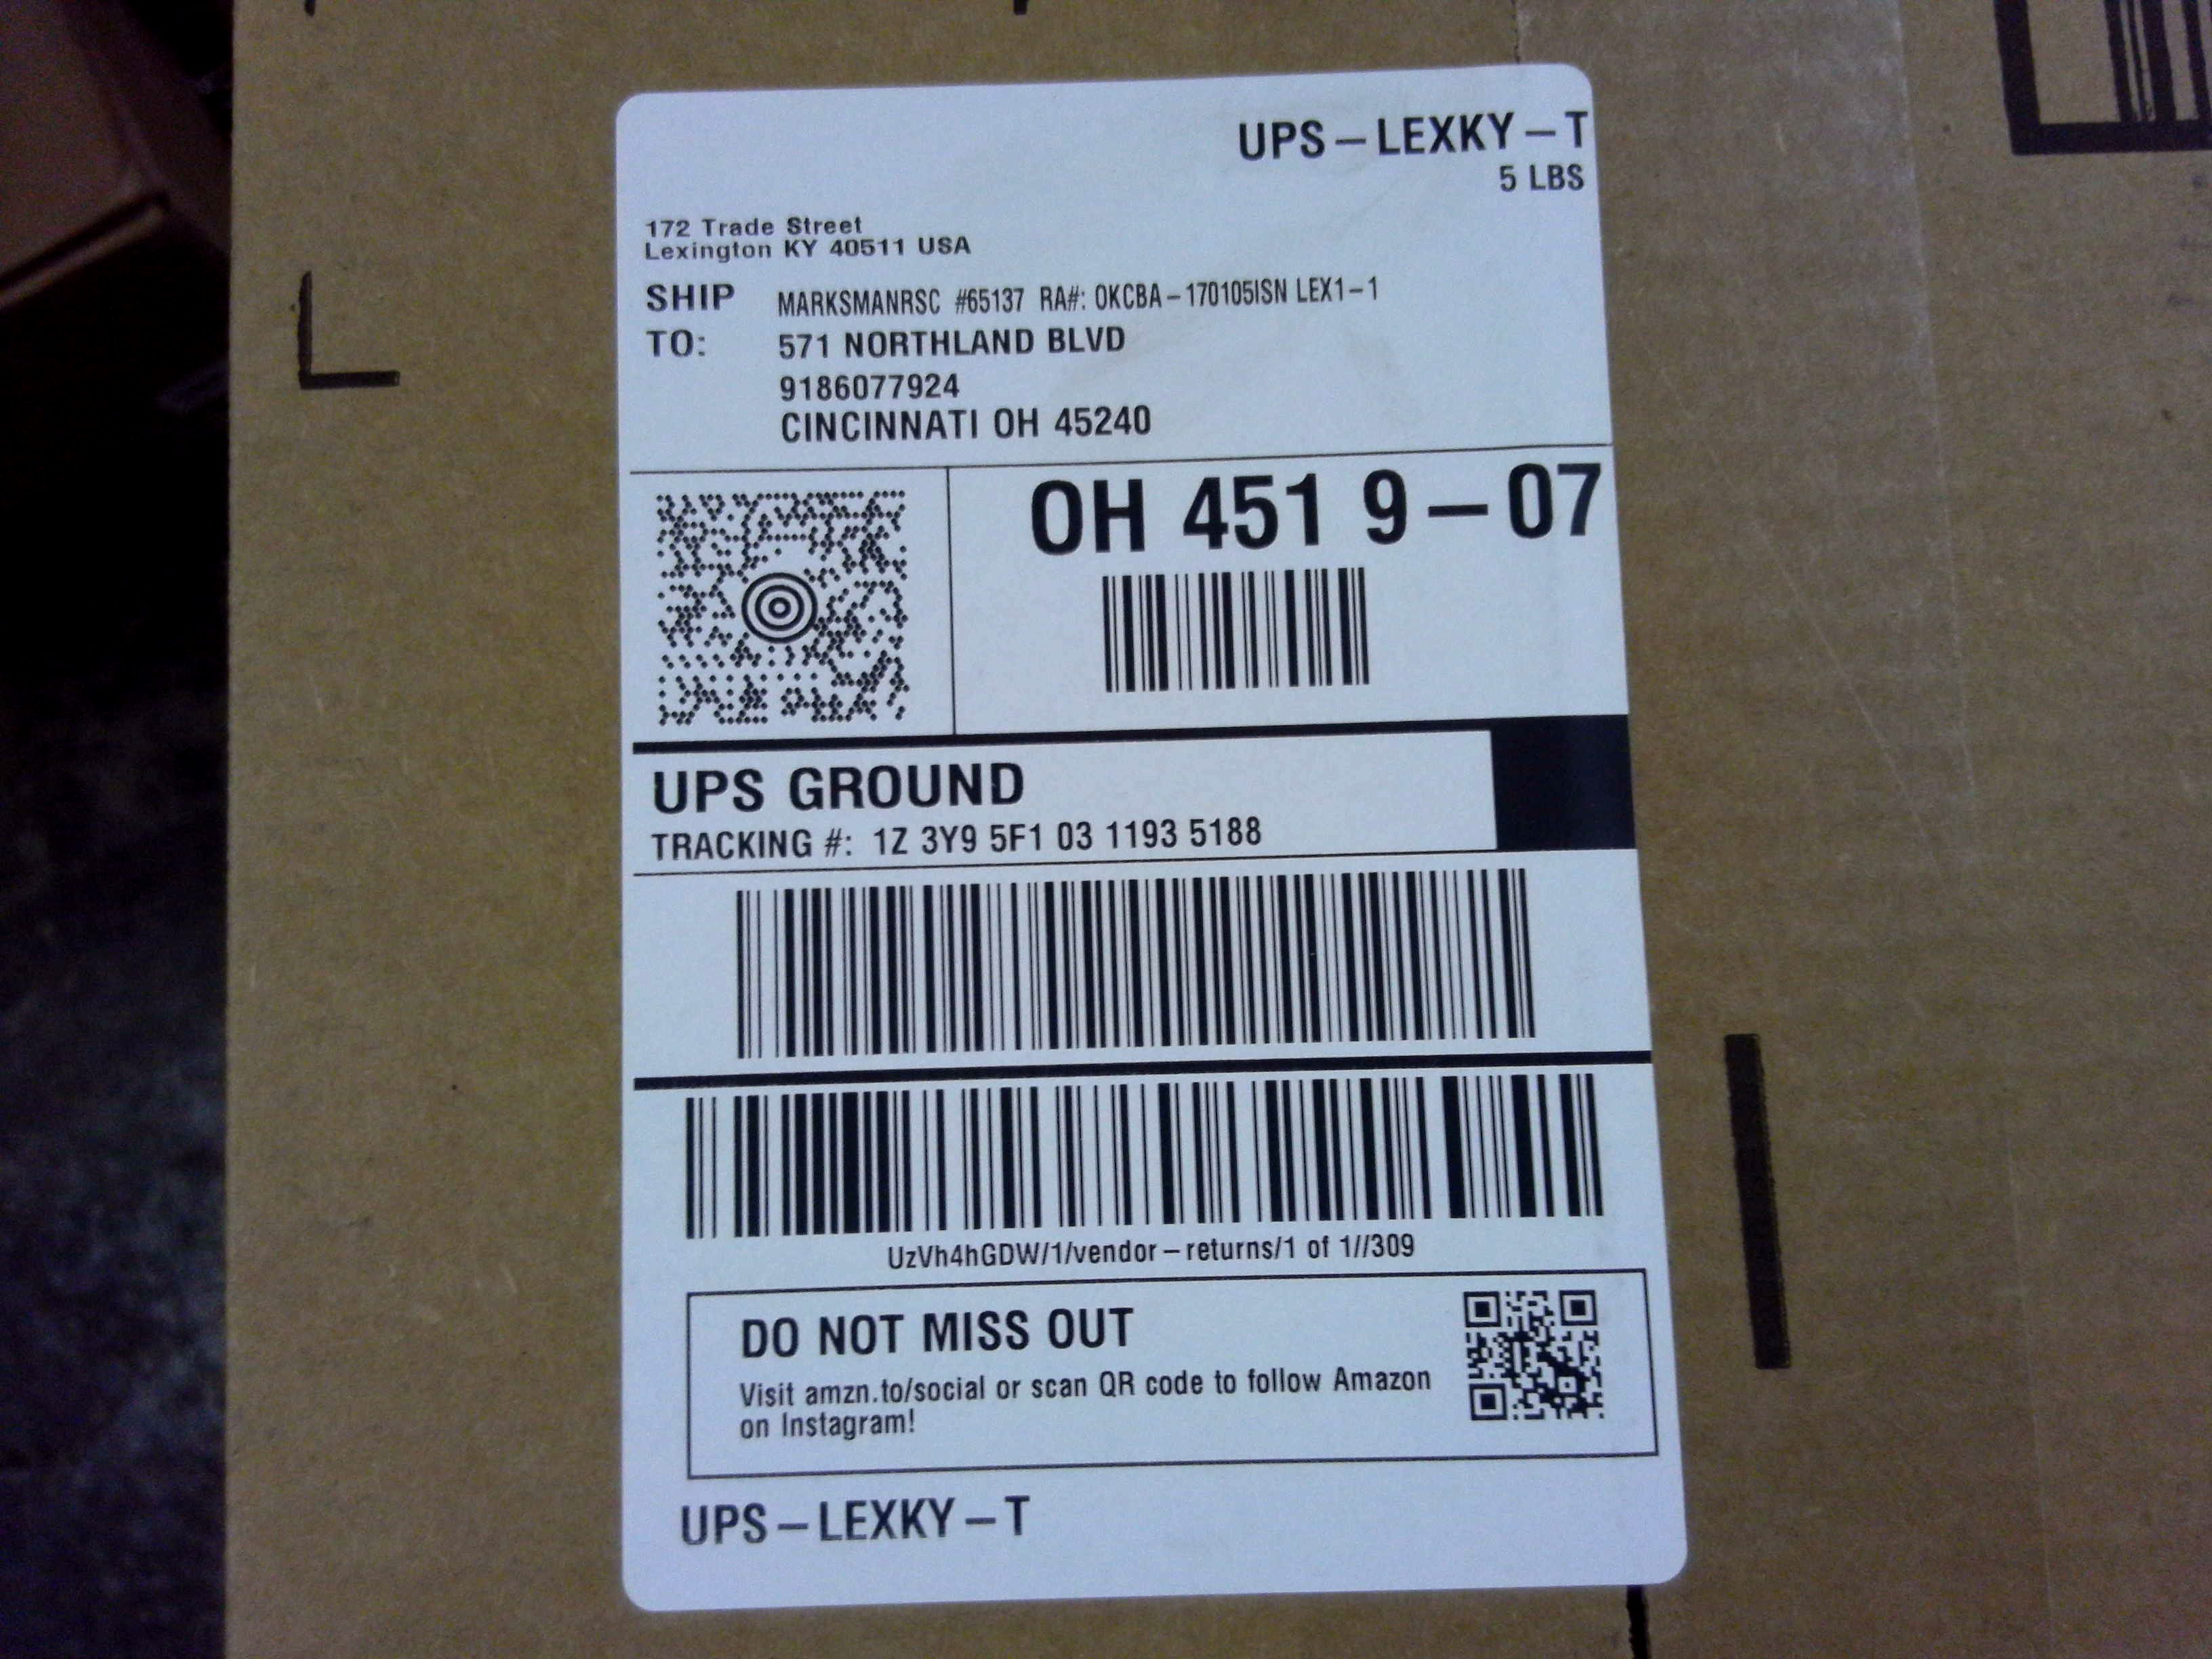 UPS-LEXKY-T
5 LBS
172 Trade Street
Lexington KY 40511 USA
SHIP TO:
MARKSMANRSC #65137 RA#: OKCBA-170105ISN LEX1-1
571 NORTHLAND BLVD
9186077924
CINCINNATI OH 45240
OH 451 9-07
UPS GROUND
TRACKING #: 1Z 3Y9 5F1 03 1193 5188
UzVh4hGDW/1/vendor-returns/1 of 1//309
DO NOT MISS OUT
Visit amzn.to/social or scan QR code to follow Amazon
on Instagram!
UPS-LEXKY-T